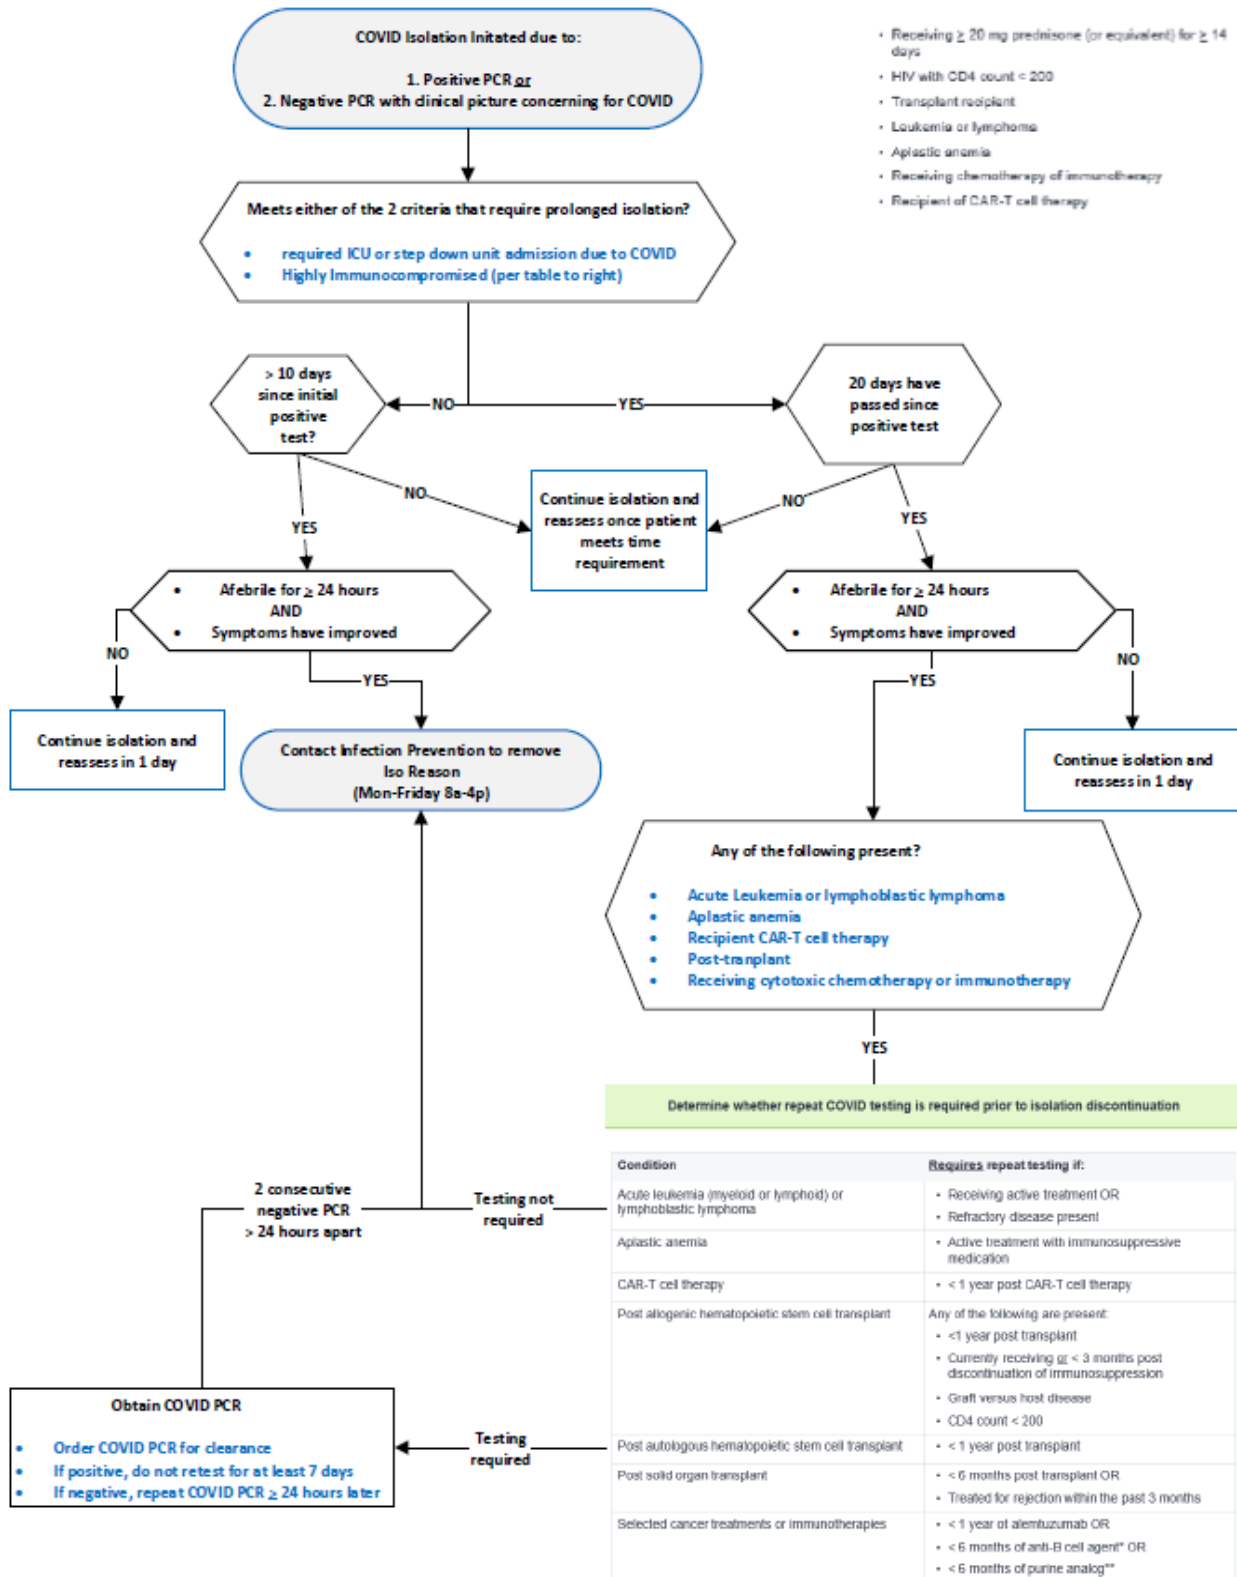 COVID Isolation Initated due to:
1. Positive PCR or
2. Negative PCR with clinical picture concerning for COVID
• Receiving ≥ 20 mg prednisone (or equivalent) for ≥ 14
days
• HIV with CD4 count < 200
• Transplant recipient
• Leukemia or lymphoma
• Aplastic anemia
• Receiving chemotherapy of immunotherapy
• Recipient of CAR-T cell therapy
Meets either of the 2 criteria that require prolonged isolation?
• required ICU or step down unit admission due to COVID
• Highly Immunocompromised (per table to right)
> 10 days
since initial
positive
test?
NO
YES
20 days have
passed since
positive test
NO
Continue isolation and
reassess once patient
meets time
requirement
NO
YES
YES
• Afebrile for ≥ 24 hours
AND
• Symptoms have improved
• Afebrile for ≥ 24 hours
AND
• Symptoms have improved
NO
YES
YES
NO
Continue isolation and
reassess in 1 day
Contact Infection Prevention to remove
Iso Reason
(Mon-Friday 8a-4p)
Continue isolation and
reassess in 1 day
Any of the following present?
• Acute Leukemia or lymphoblastic lymphoma
• Aplastic anemia
• Recipient CAR-T cell therapy
• Post-tranplant
• Receiving cytotoxic chemotherapy or immunotherapy
YES
Determine whether repeat COVID testing is required prior to isolation discontinuation
Condition Requires repeat testing if:
Acute leukemia (myeloid or lymphoid) or
lymphoblastic lymphoma
• Receiving active treatment OR
• Refractory disease present
Aplastic anemia
• Active treatment with immunosuppressive
medication
CAR-T cell therapy
• < 1 year post CAR-T cell therapy
Post allogenic hematopoietic stem cell transplant
Any of the following are present:
• <1 year post transplant
• Currently receiving or < 3 months post
discontinuation of immunosuppression
• Graft versus host disease
• CD4 count < 200
Post autologous hematopoietic stem cell transplant
• < 1 year post transplant
Post solid organ transplant
• < 6 months post transplant OR
• Treated for rejection within the past 3 months
Selected cancer treatments or immunotherapies
• < 1 year of alemtuzumab OR
• < 6 months of anti-B cell agent* OR
• < 6 months of purine analog**
2 consecutive
negative PCR
> 24 hours apart
Testing not
required
Testing
required
Obtain COVID PCR
• Order COVID PCR for clearance
• If positive, do not retest for at least 7 days
• If negative, repeat COVID PCR ≥ 24 hours later